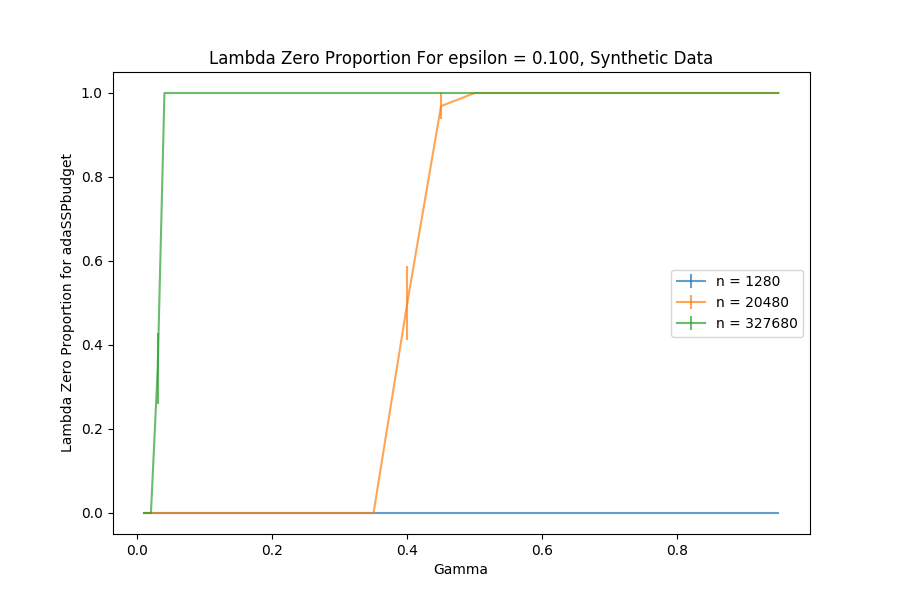 Lambda Zero Proportion For epsilon = 0.100, Synthetic Data
Lambda Zero Proportion for adaSSPbudget
1.0
0.8
0.6
0.4
0.2
0.0
n = 1280
n = 20480
n = 327680
0.0 0.2 0.4 0.6 0.8
Gamma